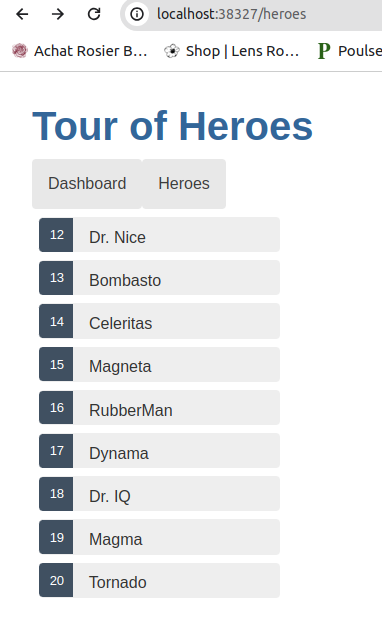 localhost:38327/heroes
Achat Rosier B... Shop | Lens Ro... Poulse
Tour of Heroes
Dashboard Heroes
12 Dr. Nice
13 Bombasto
14 Celeritas
15 Magneta
16 RubberMan
17 Dynama
18 Dr. IQ
19 Magma
20 Tornado